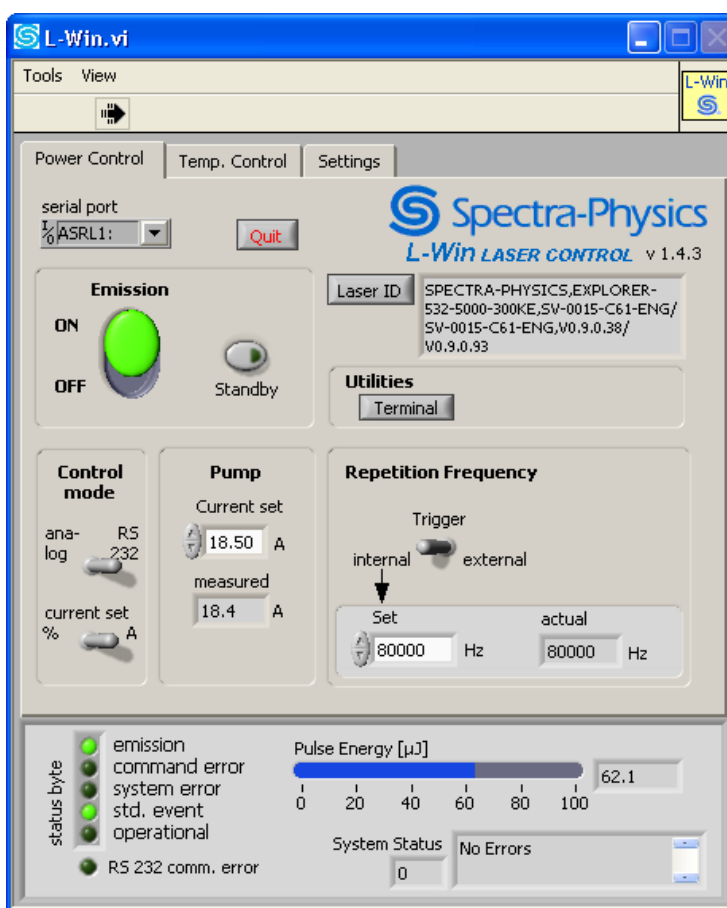 L-Win.vi
Tools View
L-Win
Power Control Temp. Control Settings
serial port
ASRL1:
Quit
Spectra-Physics
L-Win LASER CONTROL v 1.4.3
Emission
ON
OFF
Standby
Laser ID
SPECTRA-PHYSICS,EXPLORER-
532-5000-300KE,SV-0015-C61-ENG/
SV-0015-C61-ENG,V0.9.0.38/
V0.9.0.93
Utilities
Terminal
Control
mode
ana- RS
log 232
current set
% A
Pump
Current set
18.50 A
measured
18.4 A
Repetition Frequency
Trigger
internal external
Set actual
80000 Hz 80000 Hz
status byte
emission
command error
system error
std. event
operational
RS 232 comm. error
Pulse Energy [µJ]
62.1
0 20 40 60 80 100
System Status
0
No Errors